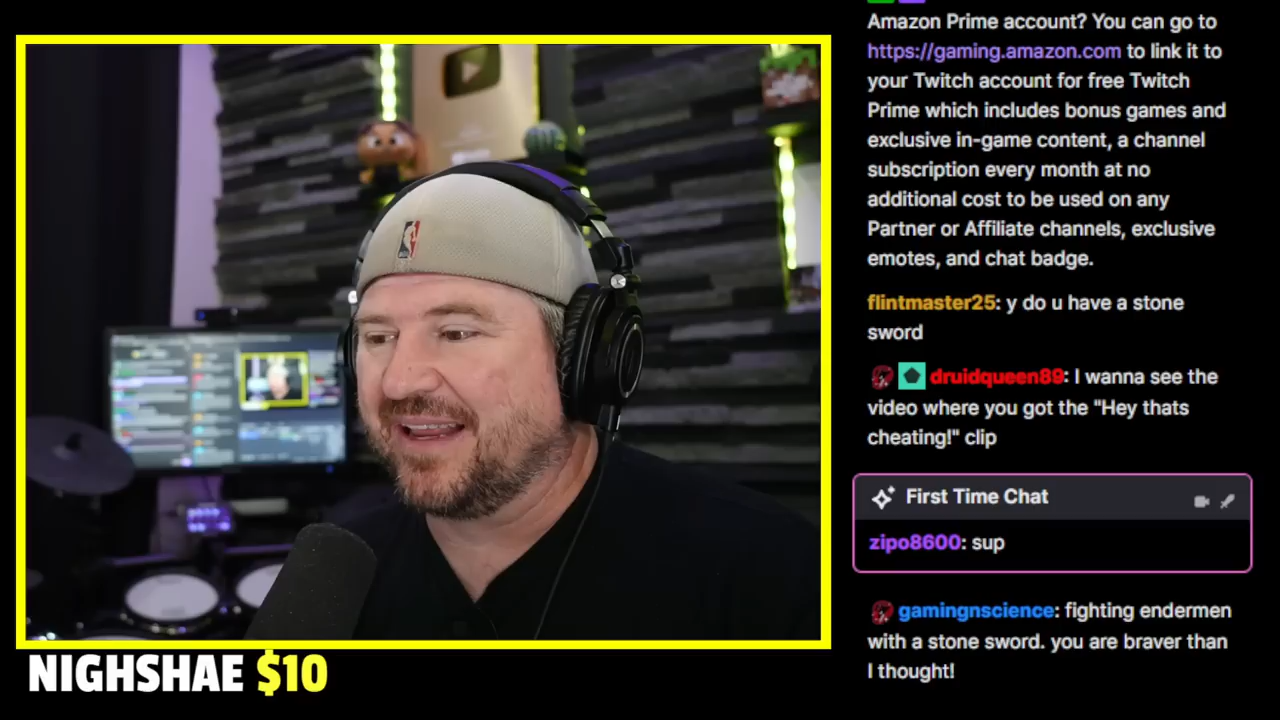 Amazon Prime account? You can go to
https://gaming.amazon.com to link it to
your Twitch account for free Twitch
Prime which includes bonus games and
exclusive in-game content, a channel
subscription every month at no
additional cost to be used on any
Partner or Affiliate channels, exclusive
emotes, and chat badge.
flintmaster25: y do u have a stone
sword
druidqueen89: I wanna see the
video where you got the "Hey thats
cheating!" clip
First Time Chat
zipo8600: sup
gamingnscience: fighting endermen
with a stone sword. you are braver than
I thought!
NIGHSHAE $10